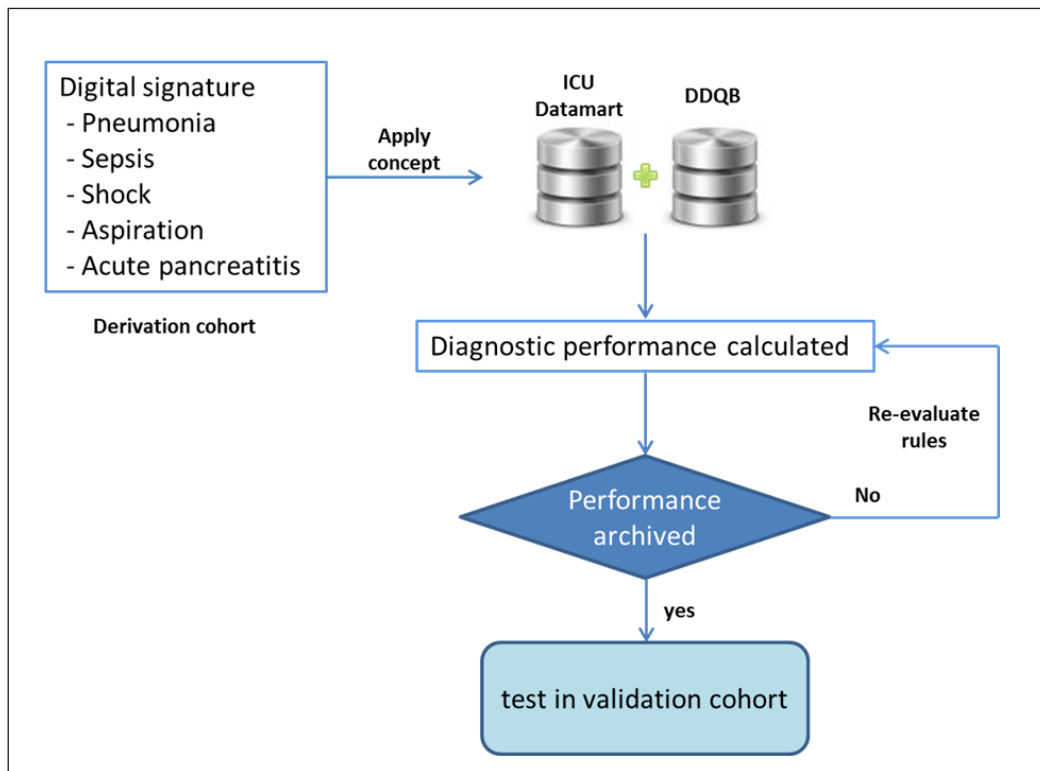 Digital signature
- Pneumonia
- Sepsis
- Shock
- Aspiration
- Acute pancreatitis
Derivation cohort
Apply
concept
ICU
Datamart
DDQB
Diagnostic performance calculated
Re-evaluate
rules
Performance
archived
No
yes
test in validation cohort